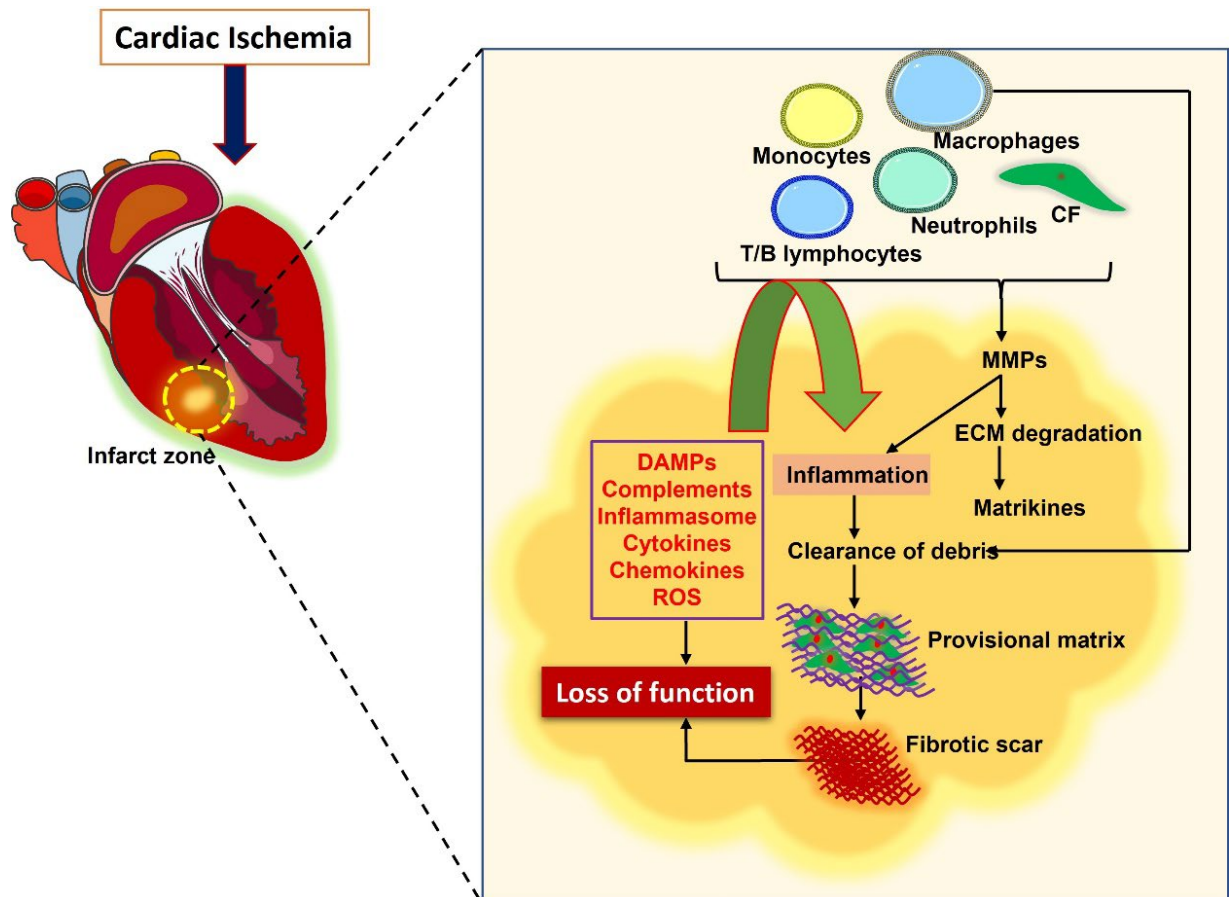 Cardiac Ischemia
Infarct zone
Monocytes
Macrophages
T/B lymphocytes
Neutrophils
CF
MMPs
ECM degradation
Matrikines
Inflammation
Clearance of debris
Provisional matrix
Fibrotic scar
DAMPs
Complements
Inflammasome
Cytokines
Chemokines
ROS
Loss of function